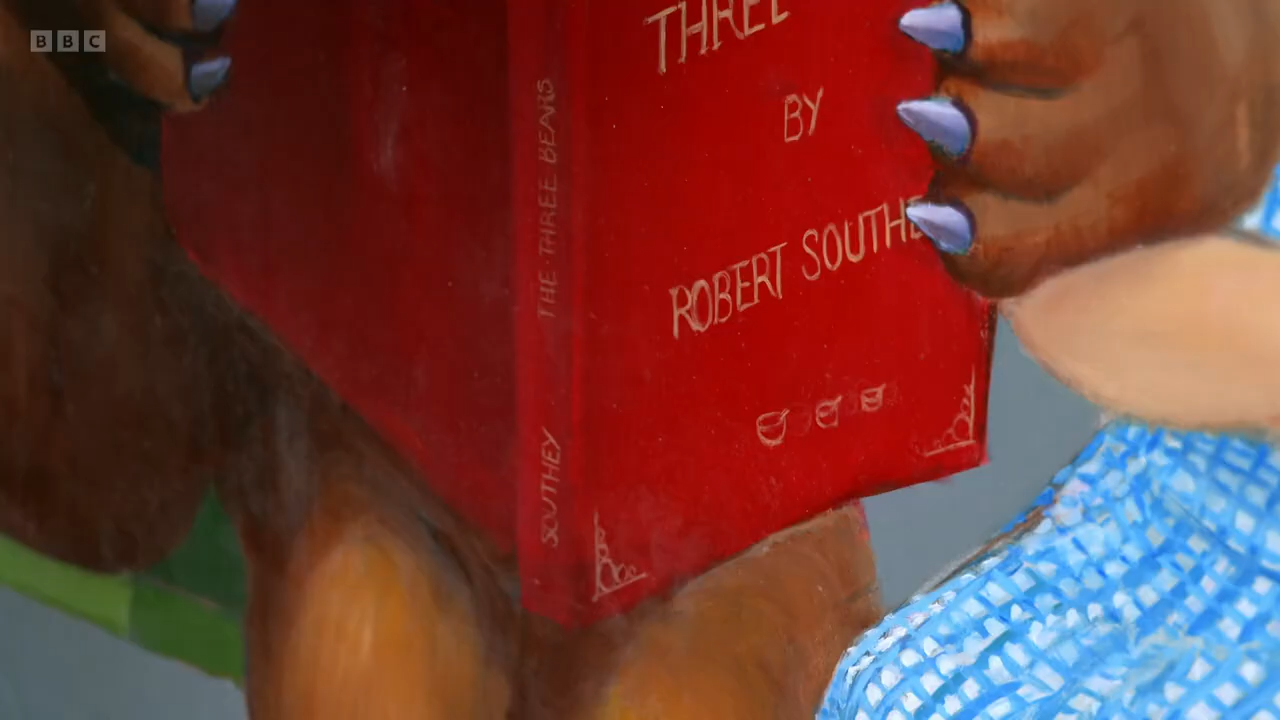 BBC
THREE
BY
ROBERT SOUTHE
THE THREE BEARS
SOUTHEY